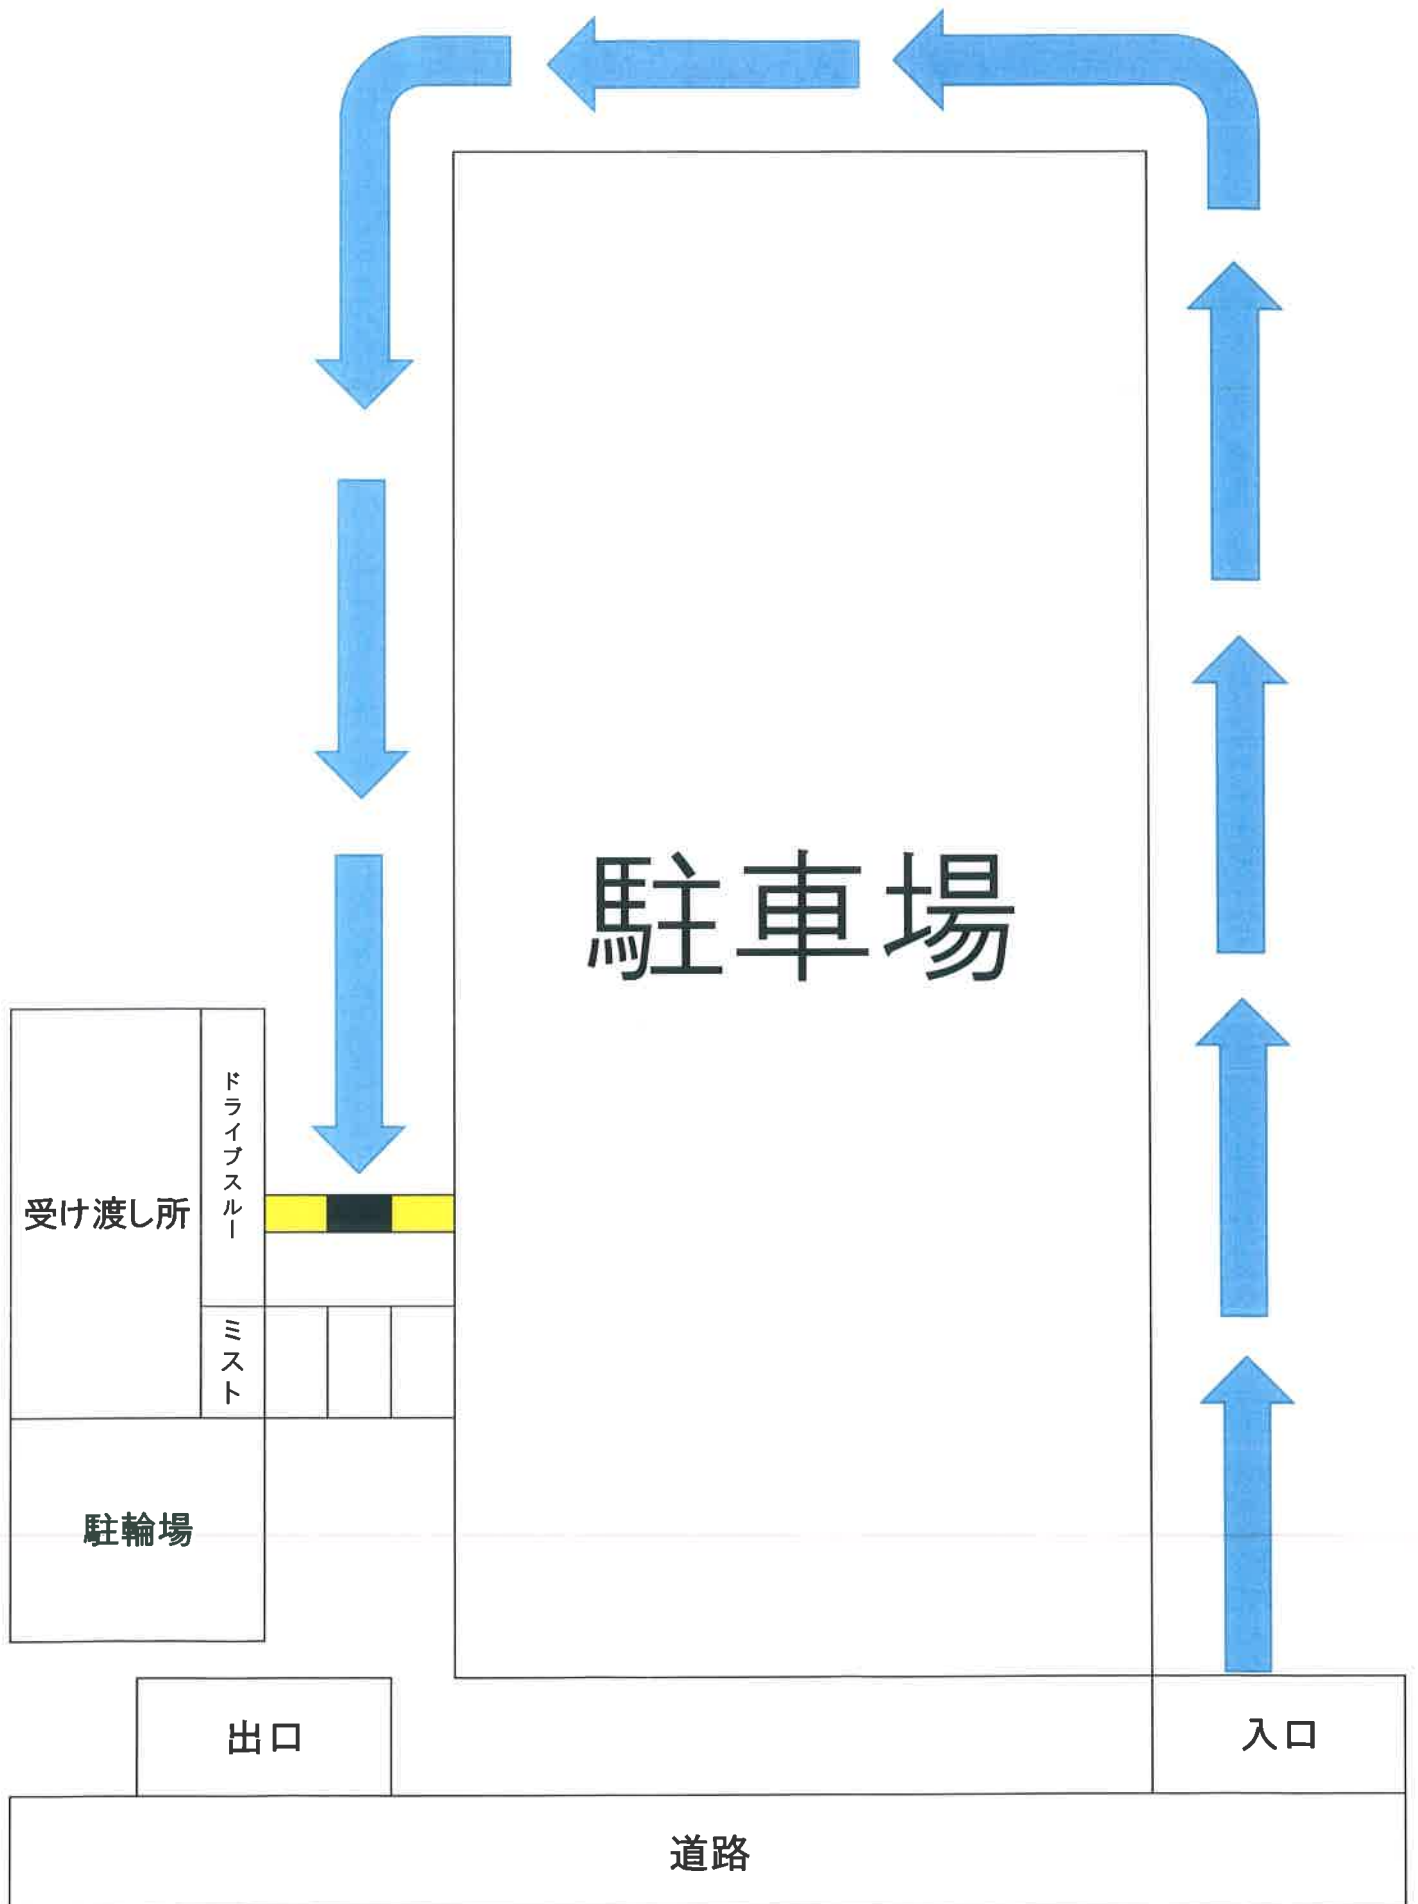 駐車場
ドライブスルー
受け渡し所
ミスト
駐輪場
出口
入口
道路